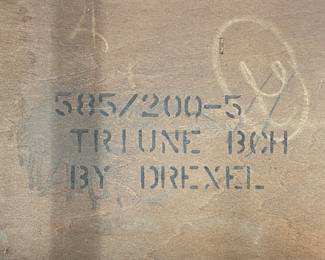 585/200-5
TRIUNE BCH
BY DREXEL